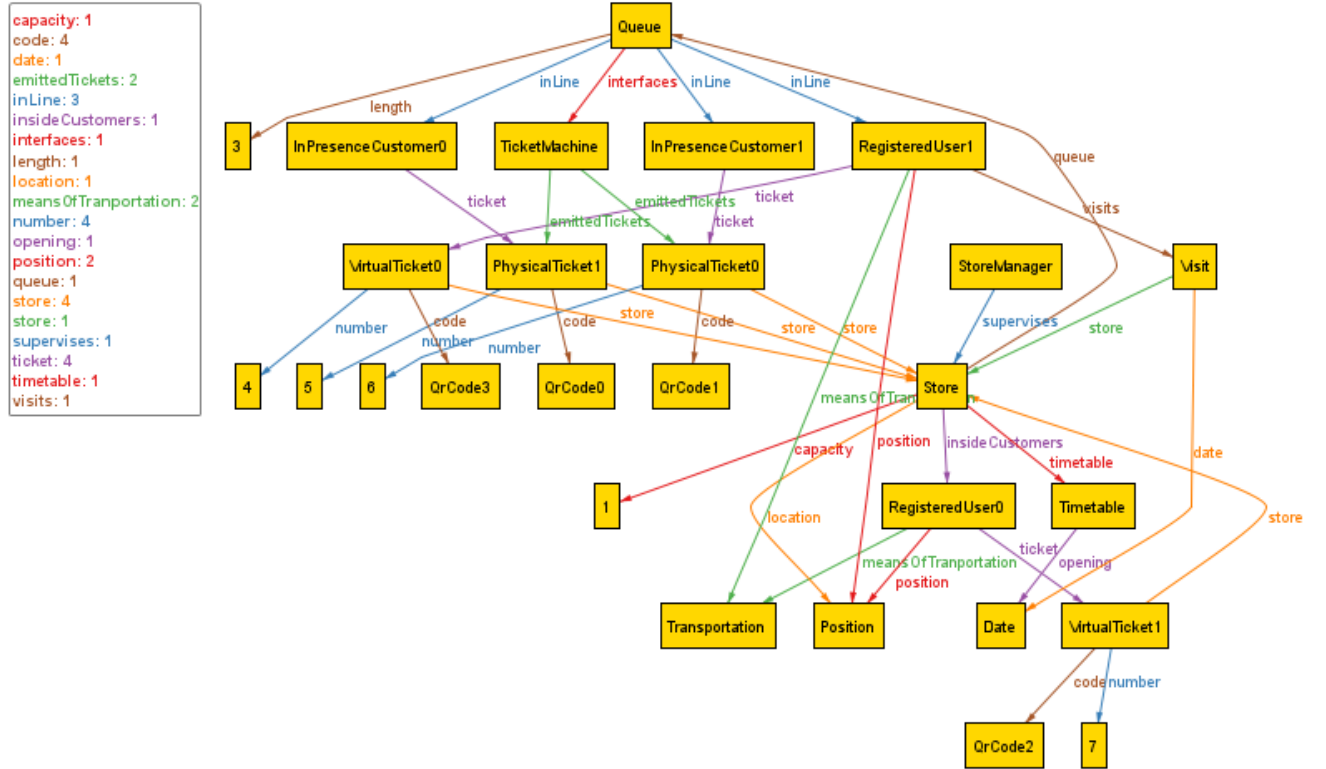 capacity: 1
code: 4
date: 1
emittedTickets: 2
inLine: 3
insideCustomers: 1
interfaces: 1
length: 1
location: 1
meansOfTranportation: 2
number: 4
opening: 1
position: 2
queue: 1
store: 4
store: 1
supervises: 1
ticket: 4
timetable: 1
visits: 1
Queue
inLine
interfaces
inLine
inLine
length
3
InPresenceCustomer0
TicketMachine
InPresenceCustomer1
RegisteredUser1
queue
ticket
emittedTickets
emittedTickets
ticket
ticket
visits
VirtualTicket0
PhysicalTicket1
PhysicalTicket0
StoreManager
Visit
number
code
number
code
number
code
store
store
store
supervises
store
4
5
6
QrCode3
QrCode0
QrCode1
Store
meansOfTranportation
capacity
position
insideCustomers
timetable
date
1
location
RegisteredUser0
Timetable
store
meansOfTranportation
position
ticket
opening
Transportation
Position
Date
VirtualTicket1
code
number
QrCode2
7